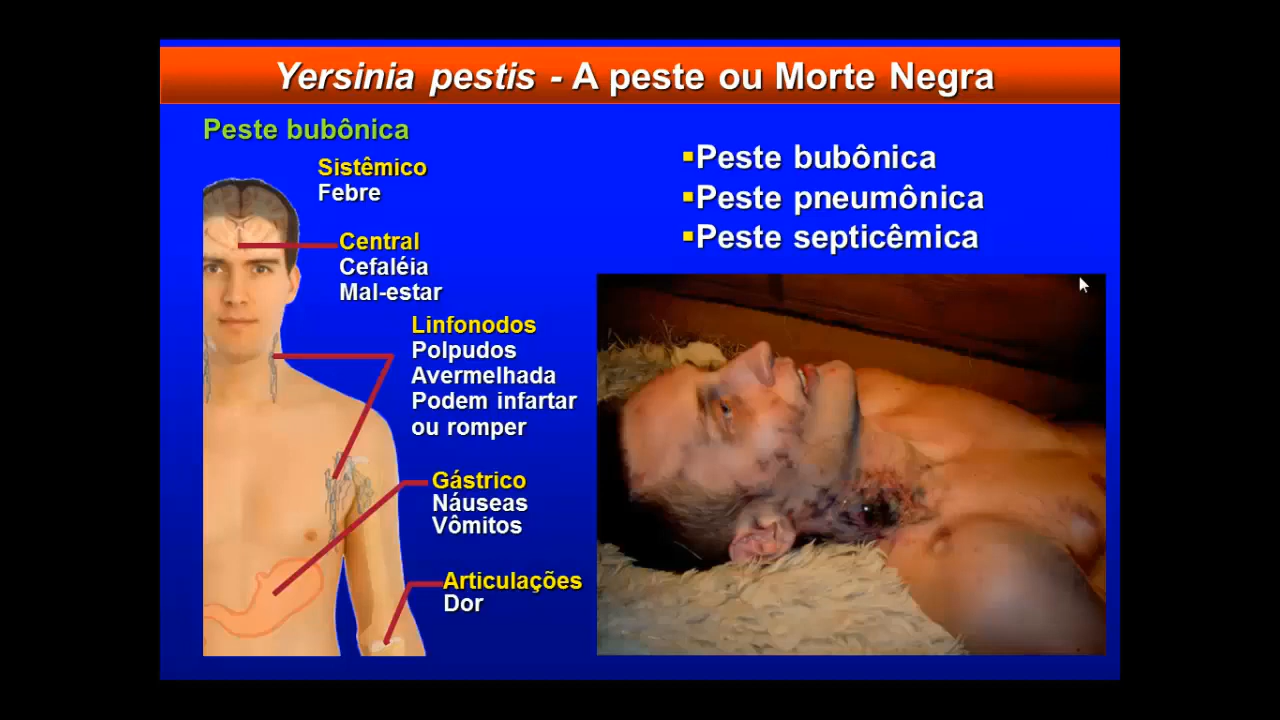 Yersinia pestis - A peste ou Morte Negra
Peste bubônica
Sistêmico
Febre
Central
Cefaléia
Mal-estar
Linfonodos
Polpudos
Avermelhada
Podem infartar
ou romper
Gástrico
Náuseas
Vômitos
Articulações
Dor
▪Peste bubônica
▪Peste pneumônica
▪Peste septicêmica